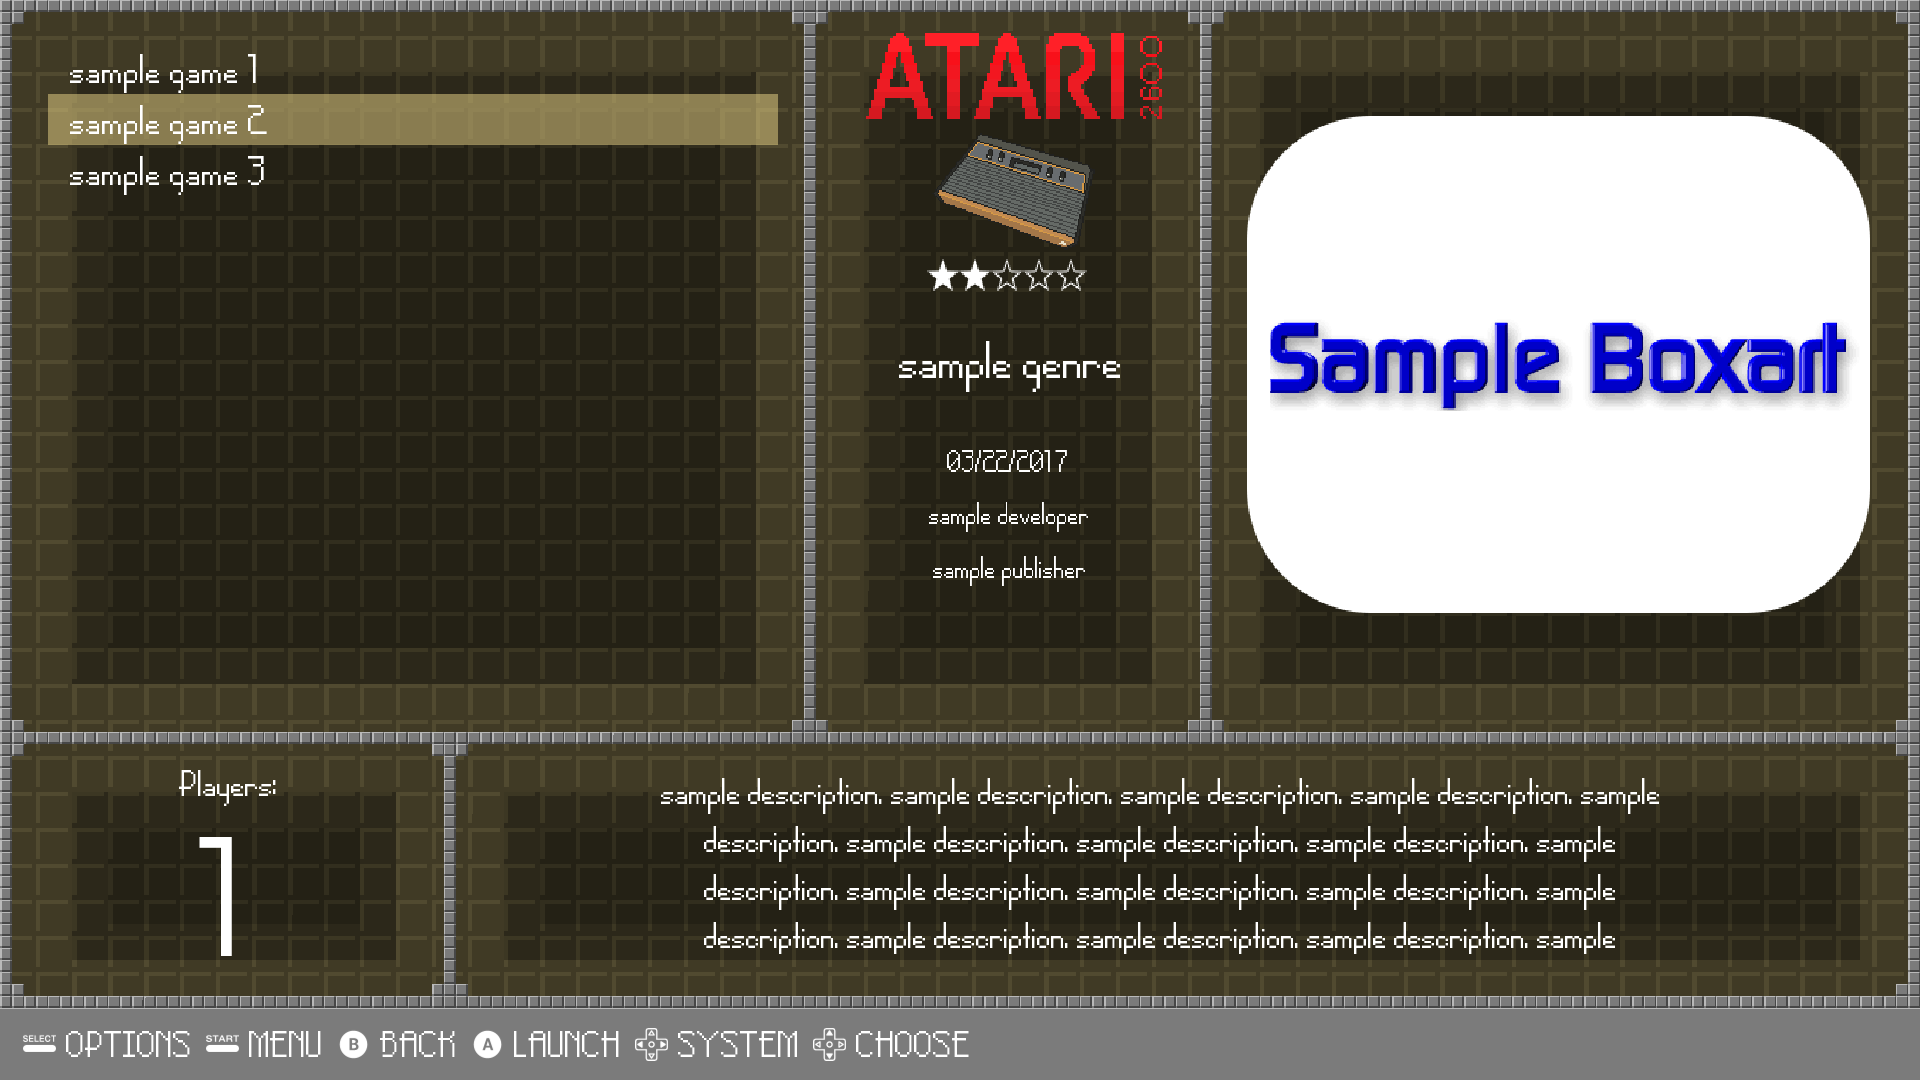 sample game 1
sample game 2
sample game 3
ATARI 2600
sample genre
03/22/2017
sample developer
sample publisher
Sample Boxart
Players:
1
sample description. sample description. sample description. sample description. sample
description. sample description. sample description. sample description. sample
description. sample description. sample description. sample description. sample
description. sample description. sample description. sample description. sample
SELECT OPTIONS START MENU B BACK A LAUNCH SYSTEM CHOOSE